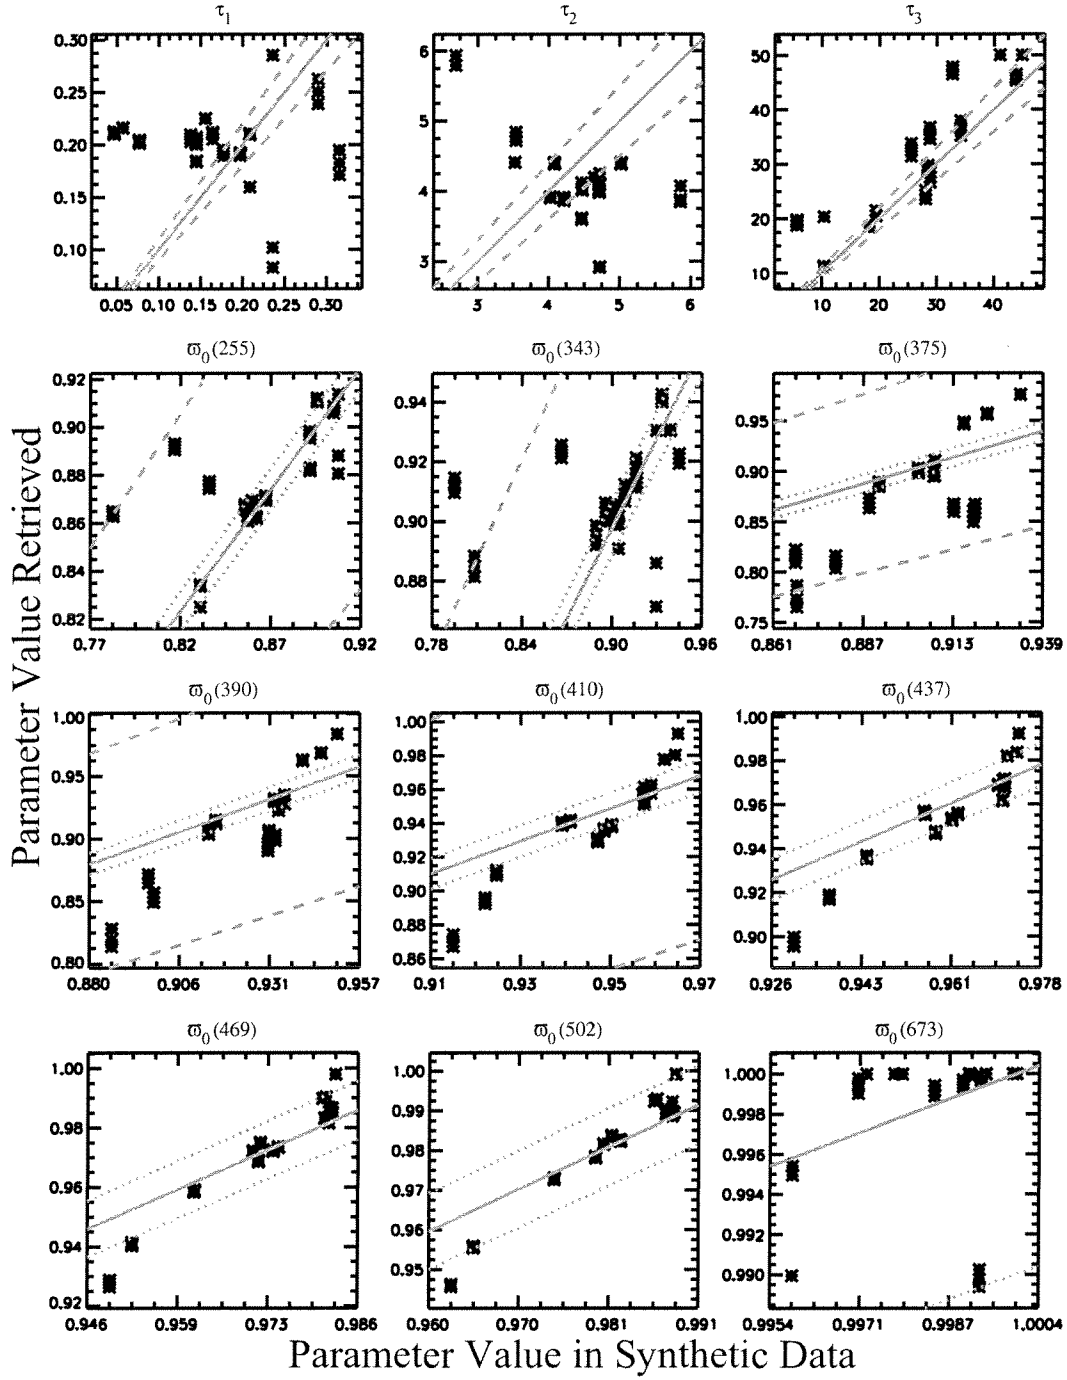 τ1 τ2 τ3
0.30 6 50
0.25 5 40
0.20 30
0.15 4 20
0.10 3 10
0.05 0.10 0.15 0.20 0.25 0.30 3 4 5 6 10 20 30 40
ϖ0(255) ϖ0(343) ϖ0(375)
0.92 0.94 0.95
0.90 0.92 0.90
0.88 0.90 0.85
0.86 0.88 0.80
0.84 0.75
0.82
0.77 0.82 0.87 0.92 0.78 0.84 0.90 0.96 0.861 0.887 0.913 0.939
Parameter Value Retrieved
ϖ0(390) ϖ0(410) ϖ0(437)
1.00 1.00 1.00
0.95 0.98 0.98
0.90 0.96 0.96
0.85 0.94 0.94
0.80 0.92 0.92
0.90 0.90
0.88
0.86
0.880 0.906 0.931 0.957 0.91 0.93 0.95 0.97 0.926 0.943 0.961 0.978
ϖ0(469) ϖ0(502) ϖ0(673)
1.00 1.00 1.000
0.98 0.99 0.998
0.96 0.98 0.996
0.94 0.97 0.994
0.92 0.96 0.992
0.95 0.990
0.946 0.959 0.973 0.986 0.960 0.970 0.981 0.991 0.9954 0.9971 0.9987 1.0004
Parameter Value in Synthetic Data